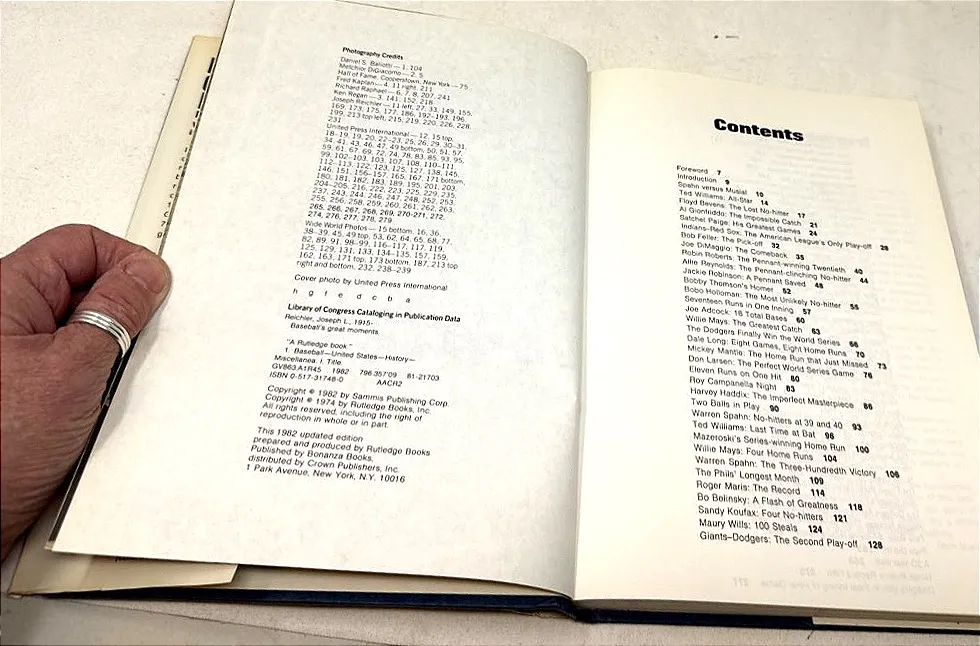 Photography Credits
Daniel S. Baliotti — 1, 104
Melchior DiGiacomo — 2, 5
Hall of Fame, Cooperstown, New York — 75
Fred Kaplan — 4, 11 right, 211
Richard Raphael — 6, 7, 8, 207, 241
Ken Regan — 3, 141, 152, 218
Joseph Reichler — 11 left, 27, 33, 149, 155,
169, 173, 175, 177, 186, 192–193, 196,
199, 213 top left, 215, 219, 220, 226, 228,
231
United Press International — 12, 15 top,
18–19, 19, 20, 22–23, 25, 26, 29, 30–31,
34, 41, 43, 46, 47, 49 bottom, 50, 51, 57,
59, 61, 67, 69, 72, 74, 78, 83, 85, 93, 95,
99, 102–103, 103, 107, 108, 110–111,
112–113, 122, 123, 125, 127, 138, 145,
146, 151, 156–157, 165, 167, 171 bottom,
180, 181, 182, 183, 189, 195, 201, 203,
204–205, 216, 222, 223, 225, 229, 235,
237, 243, 244, 246, 247, 248, 252, 253,
255, 256, 258, 259, 260, 261, 262, 263,
265, 266, 267, 268, 269, 270–271, 272,
274, 276, 277, 278, 279
Wide World Photos — 15 bottom, 16, 36,
38–39, 45, 49 top, 53, 62, 64, 65, 68, 77,
82, 89, 91, 98–99, 116–117, 117, 119,
125, 129, 131, 133, 134–135, 157, 159,
162, 163, 171 top, 173 bottom, 187, 213 top
right and bottom, 232, 238–239
Cover photo by United Press International
h g f e d c b a
Library of Congress Cataloging in Publication Data
Reichler, Joseph L., 1915-
Baseball's great moments.
"A Rutledge book."
1. Baseball—United States—History—
Miscellanea. I. Title.
GV863.A1R45 1982 796.357'09 81-21703
ISBN 0-517-31748-0 AACR2
Copyright © 1982 by Sammis Publishing Corp.
Copyright © 1974 by Rutledge Books, Inc.
All rights reserved, including the right of
reproduction in whole or in part.
This 1982 updated edition
prepared and produced by Rutledge Books
Published by Bonanza Books,
distributed by Crown Publishers, Inc.
1 Park Avenue, New York, N.Y. 10016
Contents
Foreword 7
Introduction 9
Spahn versus Musial 10
Ted Williams: All-Star 14
Floyd Bevens: The Lost No-hitter 17
Al Gionfriddo: The Impossible Catch 21
Satchel Paige: His Greatest Games 24
Indians–Red Sox: The American League's Only Play-off 28
Bob Feller: The Pick-off 32
Joe DiMaggio: The Comeback 35
Robin Roberts: The Pennant-winning Twentieth 40
Allie Reynolds: The Pennant-clinching No-hitter 44
Jackie Robinson: A Pennant Saved 48
Bobby Thomson's Homer 52
Bobo Holloman: The Most Unlikely No-hitter 55
Seventeen Runs in One Inning 57
Joe Adcock: 18 Total Bases 60
Willie Mays: The Greatest Catch 63
The Dodgers Finally Win the World Series 66
Dale Long: Eight Games, Eight Home Runs 70
Mickey Mantle: The Home Run that Just Missed 73
Don Larsen: The Perfect World Series Game 76
Eleven Runs on One Hit 80
Roy Campanella Night 83
Harvey Haddix: The Imperfect Masterpiece 86
Two Balls in Play 90
Warren Spahn: No-hitters at 39 and 40 93
Ted Williams: Last Time at Bat 96
Mazeroski's Series-winning Home Run 100
Willie Mays: Four Home Runs 104
Warren Spahn: The Three-Hundredth Victory 106
The Phils' Longest Month 109
Roger Maris: The Record 114
Bo Belinsky: A Flash of Greatness 118
Sandy Koufax: Four No-hitters 121
Maury Wills: 100 Steals 124
Giants–Dodgers: The Second Play-off 128